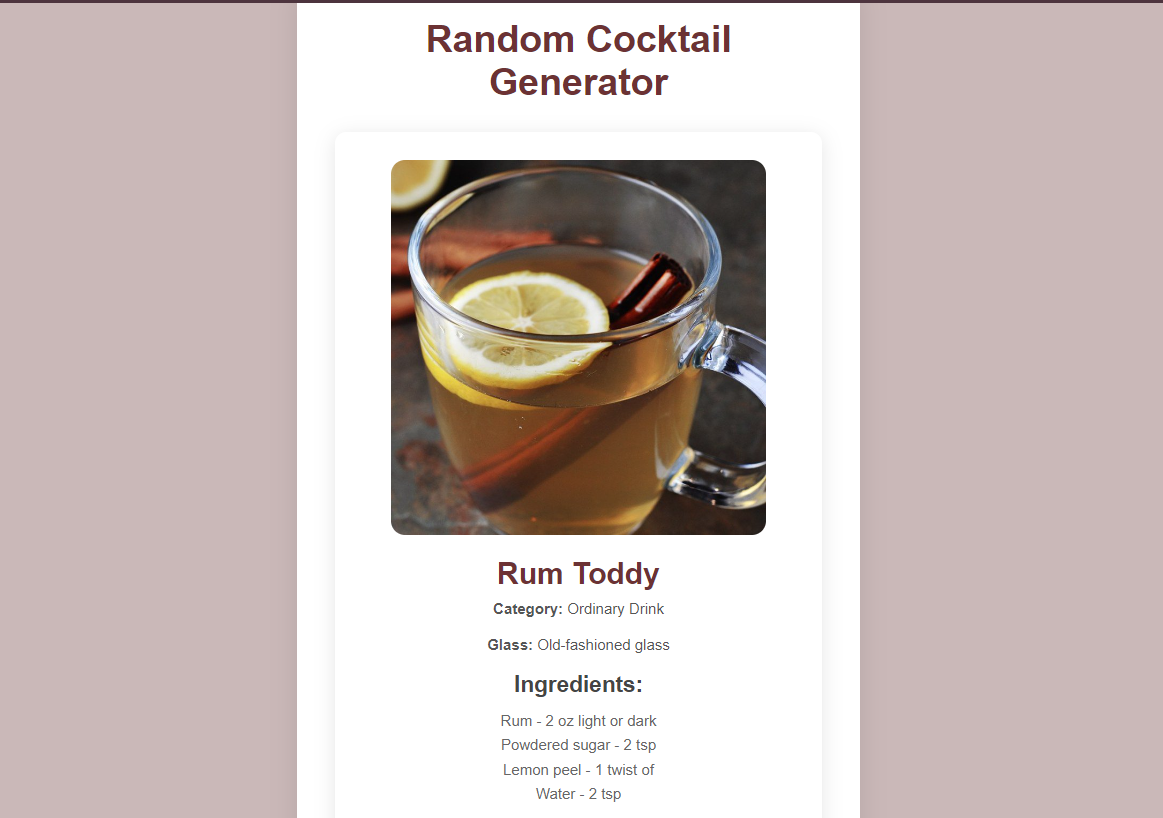 Random Cocktail
Generator
Rum Toddy
Category: Ordinary Drink
Glass: Old-fashioned glass
Ingredients:
Rum - 2 oz light or dark
Powdered sugar - 2 tsp
Lemon peel - 1 twist of
Water - 2 tsp